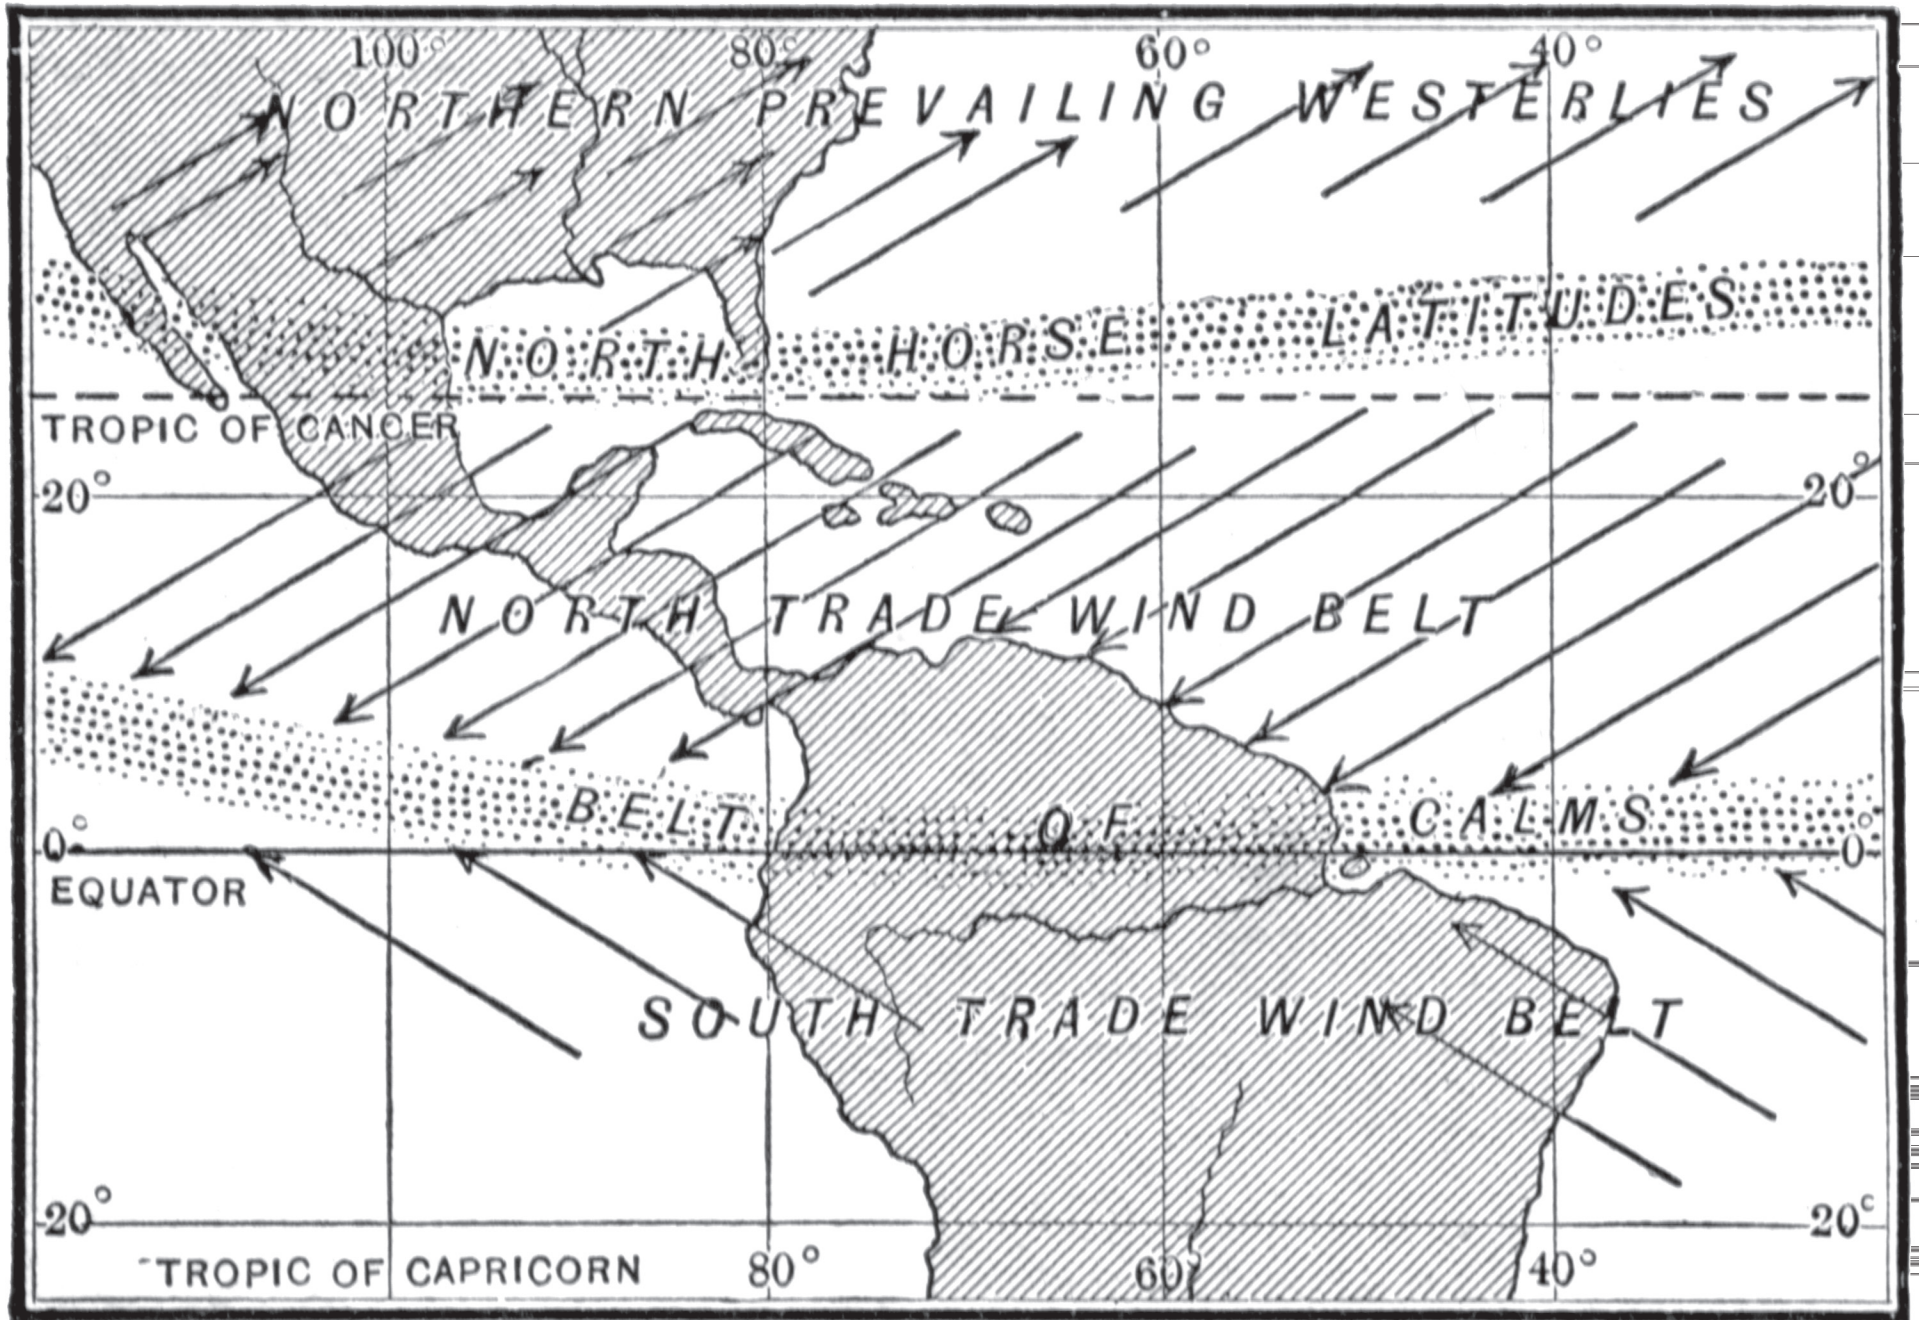 100° 80° 60° 40°
NORTHERN PREVAILING WESTERLIES
NORTH HORSE LATITUDES
TROPIC OF CANCER
20° 20°
NORTH TRADE WIND BELT
BELT OF CALMS
0° 0°
EQUATOR
SOUTH TRADE WIND BELT
20° 20°
TROPIC OF CAPRICORN 80° 60° 40°